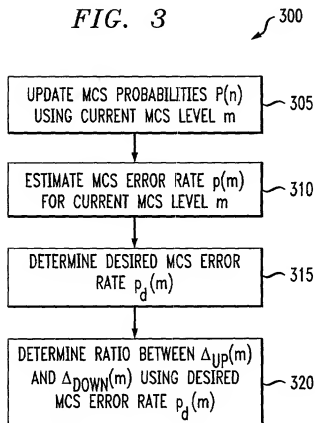 FIG. 3
300
UPDATE MCS PROBABILITIES P(n)
USING CURRENT MCS LEVEL m
305
ESTIMATE MCS ERROR RATE p(m)
FOR CURRENT MCS LEVEL m
310
DETERMINE DESIRED MCS ERROR
RATE p_d(m)
315
DETERMINE RATIO BETWEEN Δ_UP(m)
AND Δ_DOWN(m) USING DESIRED
MCS ERROR RATE p_d(m)
320